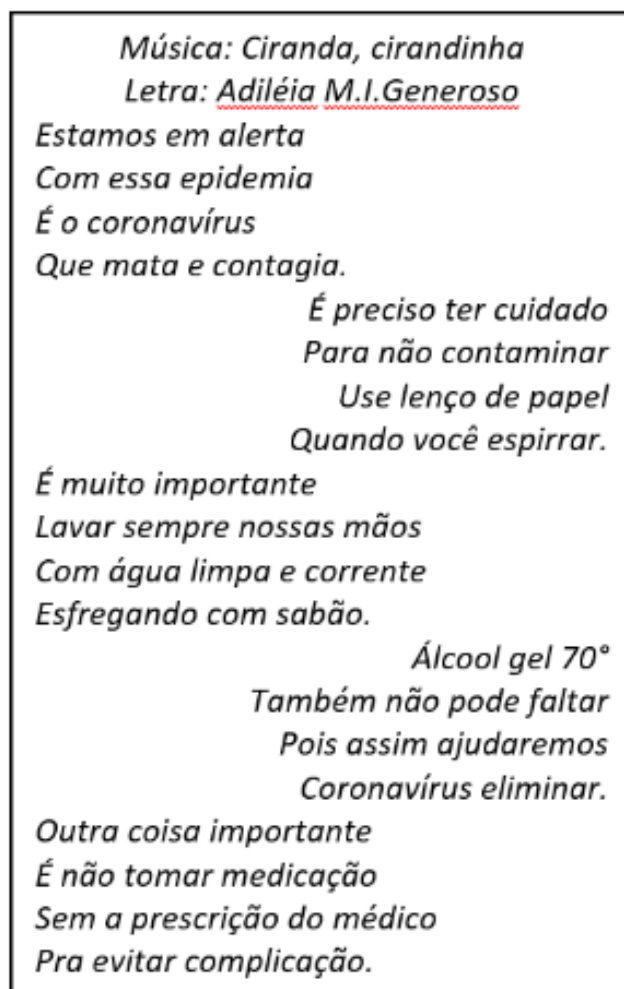 Música: Ciranda, cirandinha
Letra: Adiléia M.I.Generoso
Estamos em alerta
Com essa epidemia
É o coronavírus
Que mata e contagia.
É preciso ter cuidado
Para não contaminar
Use lenço de papel
Quando você espirrar.
É muito importante
Lavar sempre nossas mãos
Com água limpa e corrente
Esfregando com sabão.
Álcool gel 70°
Também não pode faltar
Pois assim ajudaremos
Coronavírus eliminar.
Outra coisa importante
É não tomar medicação
Sem a prescrição do médico
Pra evitar complicação.